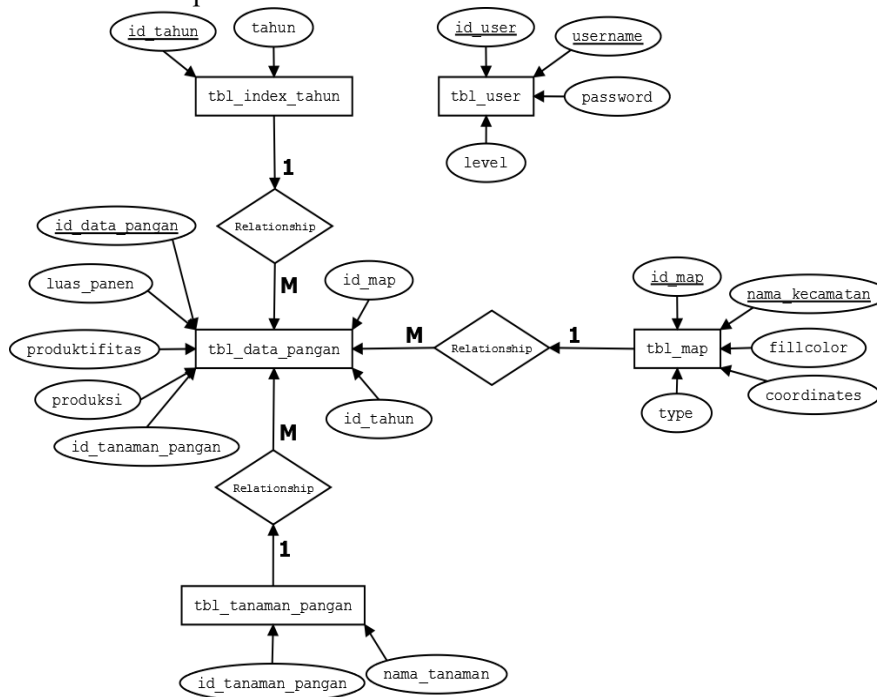 id_tahun
tahun
id_user
username
tbl_index_tahun
tbl_user
password
level
1
Relationship
id_data_pangan
luas_panen
M
id_map
id_map
nama_kecamatan
produktifitas
tbl_data_pangan
M
Relationship
1
tbl_map
fillcolor
produksi
coordinates
id_tahun
type
id_tanaman_pangan
M
Relationship
1
tbl_tanaman_pangan
id_tanaman_pangan
nama_tanaman